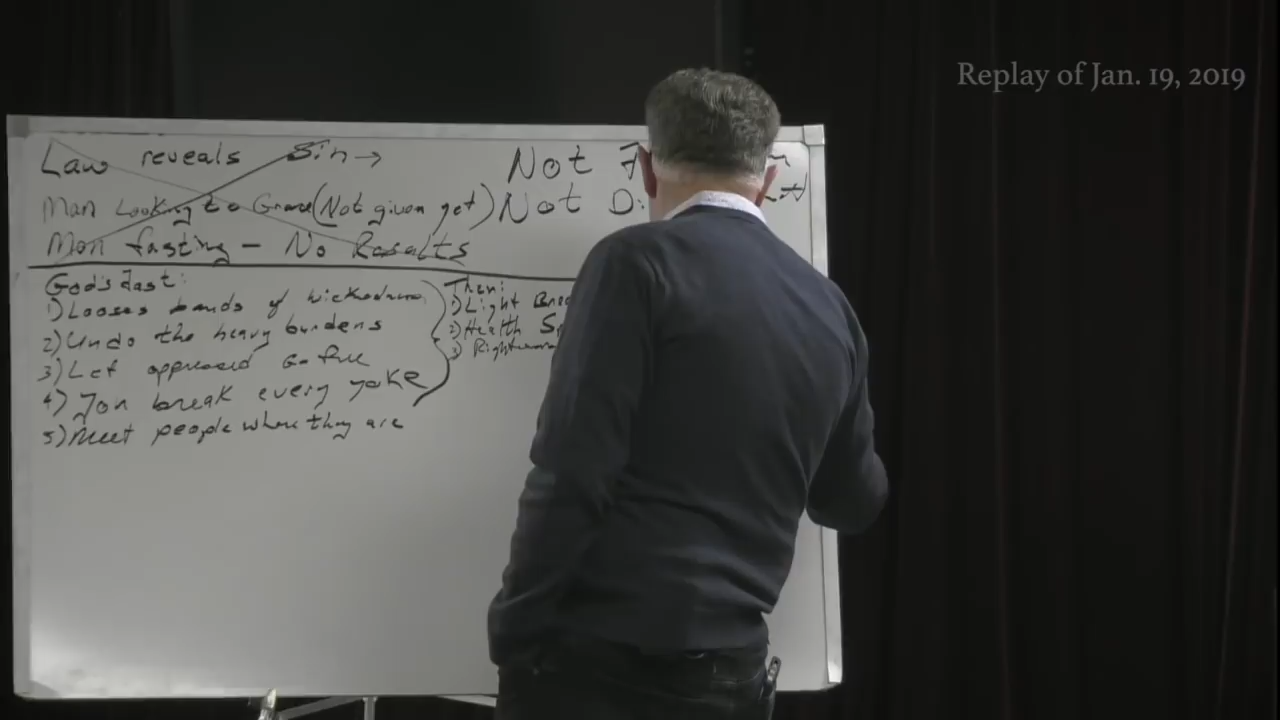 Replay of Jan. 19, 2019
Law reveals Sin →
Not
Man Looking to Grace (Not given yet)
Not
Man fasting – No Results
God's Fast:
1) Looses bands of wickedness
2) Undo the heavy burdens
3) Let oppressed Go free
4) You break every yoke
5) Meet people where they are
Then:
1) Light
2) Health
3)